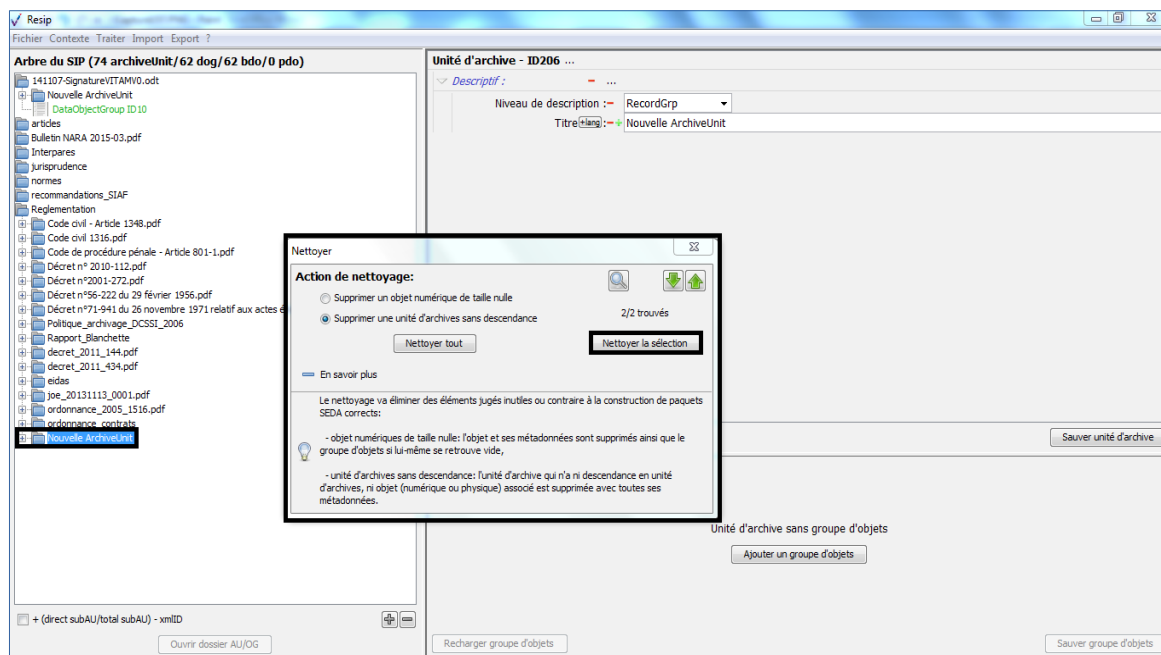 Resip
Fichier Contexte Traiter Import Export ?
Arbre du SIP (74 archiveUnit/62 dog/62 bdo/0 pdo)
141107-SignatureVITAMV0.odt
Nouvelle ArchiveUnit
DataObjectGroup ID10
articles
Bulletin NARA 2015-03.pdf
Interpares
jurisprudence
normes
recommandations_SIAF
Reglementation
Code civil - Article 1348.pdf
Code civil 1316.pdf
Code de procédure pénale - Article 801-1.pdf
Décret n° 2010-112.pdf
Décret n°2001-272.pdf
Décret n°56-222 du 29 février 1956.pdf
Décret n°71-941 du 26 novembre 1971 relatif aux actes
Politique_archivage_DCSSI_2006
Rapport_Blanchette
decret_2011_144.pdf
decret_2011_434.pdf
eidas
joe_20131113_0001.pdf
ordonnance_2005_1516.pdf
ordonnance_contrats
Nouvelle ArchiveUnit
+ (direct subAU/total subAU) - xmlID
Ouvrir dossier AU/OG
Unité d'archive - ID206 ...
Descriptif : - ...
Niveau de description :- RecordGrp
Titre +lang :-+ Nouvelle ArchiveUnit
Nettoyer
Action de nettoyage:
Supprimer un objet numérique de taille nulle
Supprimer une unité d'archives sans descendance
2/2 trouvés
Nettoyer tout
Nettoyer la sélection
En savoir plus
Le nettoyage va éliminer des éléments jugés inutiles ou contraire à la construction de paquets
SEDA corrects:
- objet numériques de taille nulle: l'objet et ses métadonnées sont supprimés ainsi que le
groupe d'objets si lui-même se retrouve vide,
- unité d'archives sans descendance: l'unité d'archive qui n'a ni descendance en unité
d'archives, ni objet (numérique ou physique) associé est supprimée avec toutes ses
métadonnées.
Sauver unité d'archive
Unité d'archive sans groupe d'objets
Ajouter un groupe d'objets
Recharger groupe d'objets
Sauver groupe d'objets